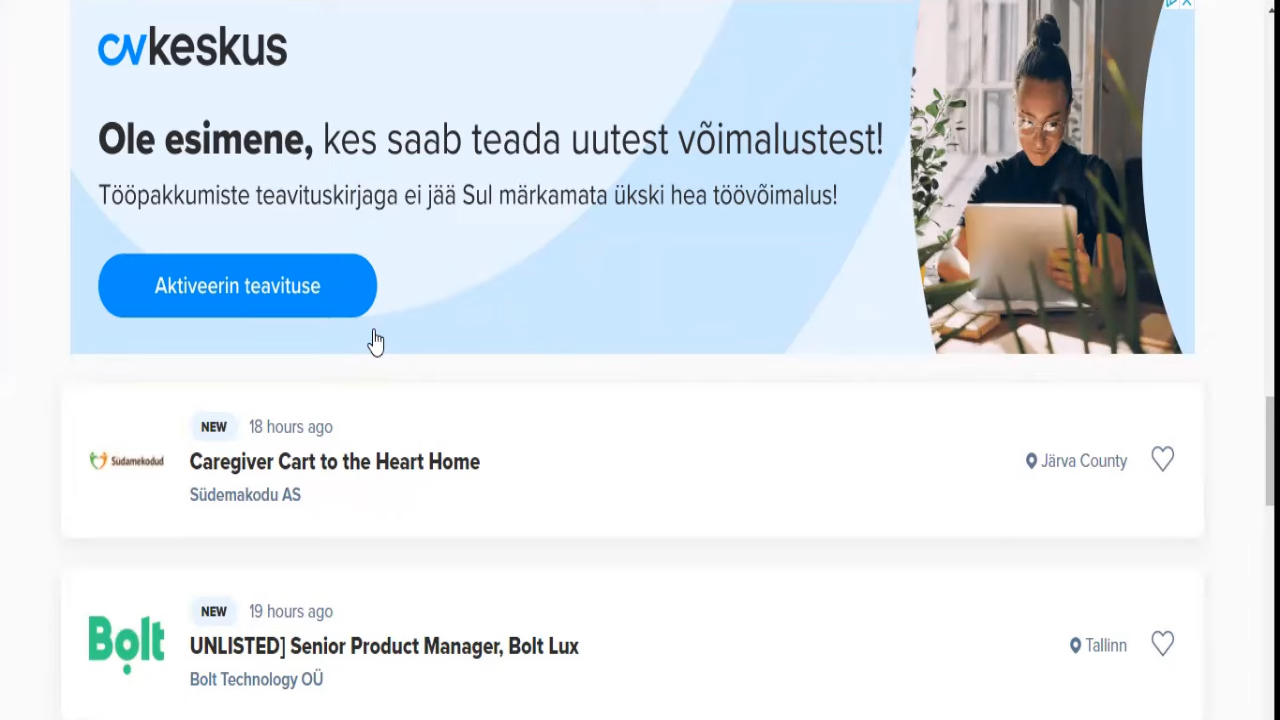 cvkeskus
Ole esimene, kes saab teada uutest võimalustest!
Tööpakkumiste teavituskirjaga ei jää Sul märkamata ükski hea töövõimalus!
Aktiveerin teavituse
NEW 18 hours ago
Südamekodud
Caregiver Cart to the Heart Home
Järva County
Südemakodu AS
NEW 19 hours ago
Bolt
UNLISTED] Senior Product Manager, Bolt Lux
Tallinn
Bolt Technology OÜ